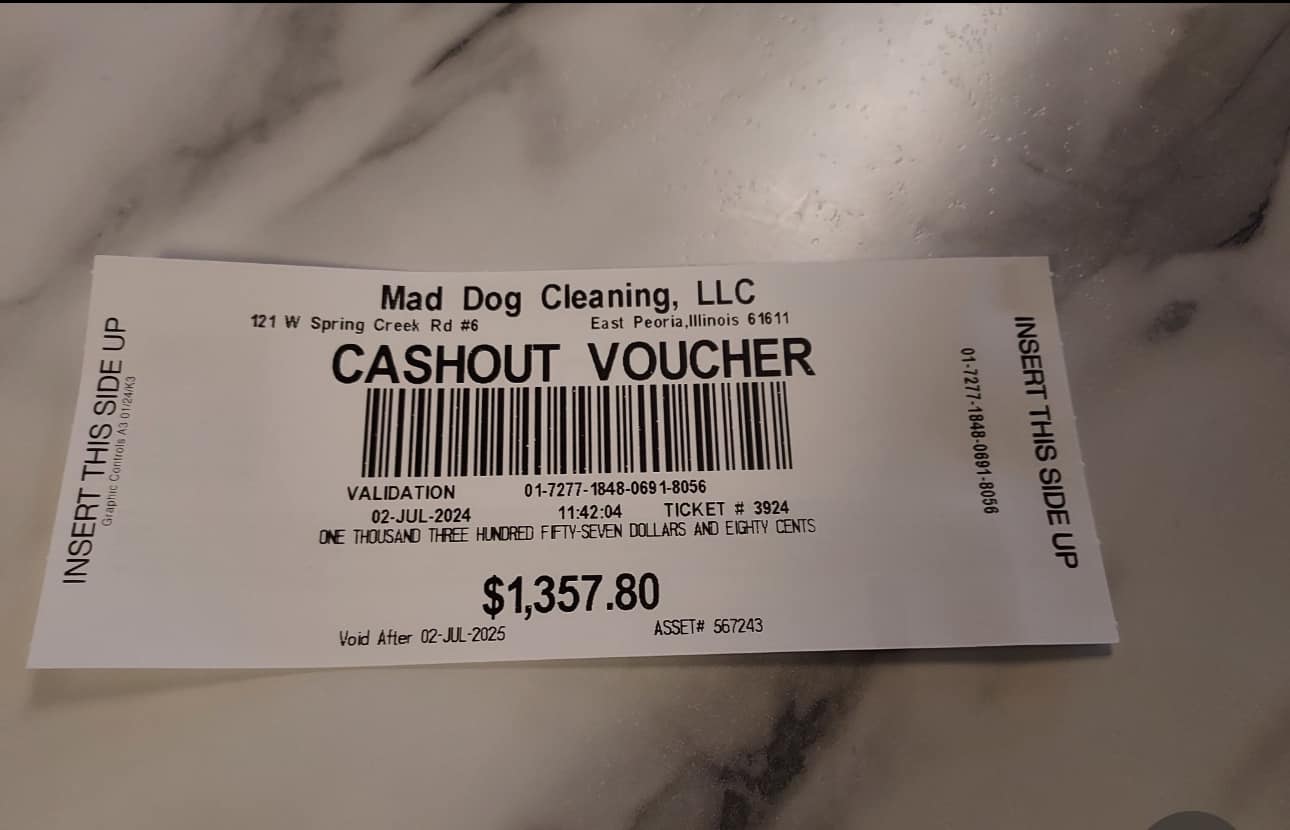 Mad Dog Cleaning, LLC
121 W Spring Creek Rd #6 East Peoria,Illinois 61611
CASHOUT VOUCHER
VALIDATION 01-7277-1848-0691-8056
02-JUL-2024 11:42:04 TICKET # 3924
ONE THOUSAND THREE HUNDRED FIFTY-SEVEN DOLLARS AND EIGHTY CENTS
$1,357.80
Void After 02-JUL-2025 ASSET# 567243
INSERT THIS SIDE UP
Graphic Controls A3 01/24/K3
01-7277-1848-0691-8056
INSERT THIS SIDE UP